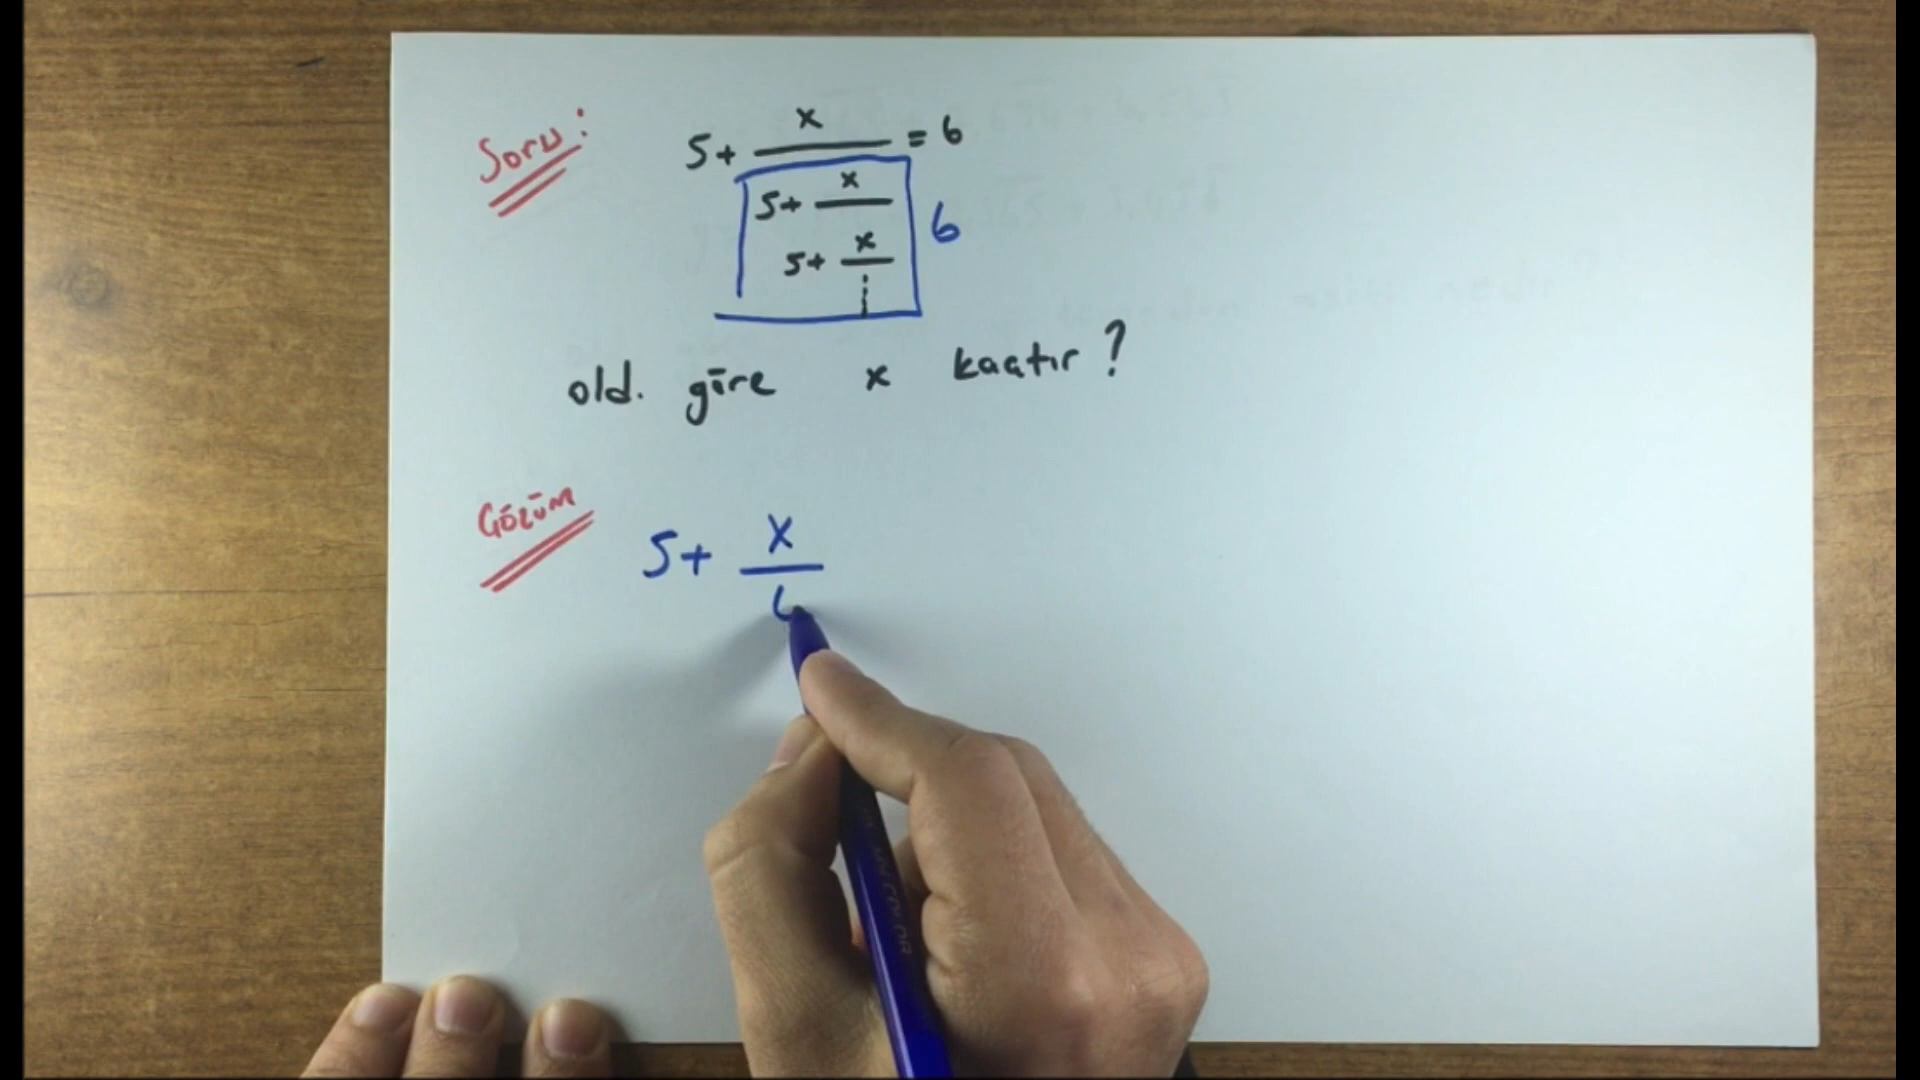 Soru:
5+ x = 6
5+ x 6
5+ x
old. göre x kaçtır?
Çözüm
5+ x
6